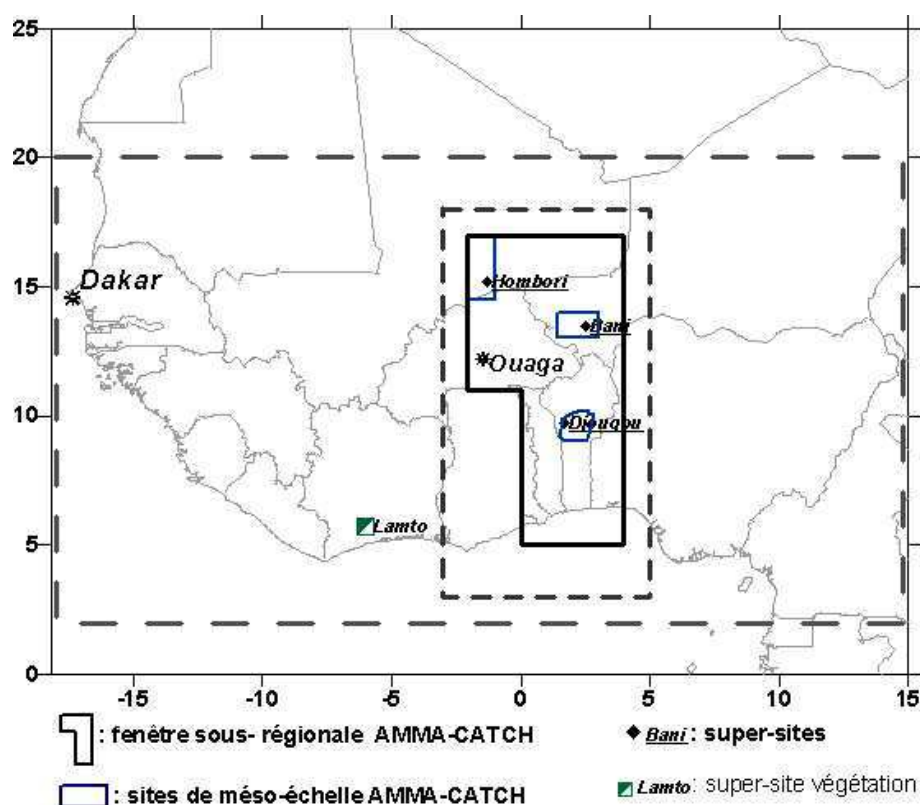 25
20
15
10
5
0
Dakar
Hombori
Bani
Ouaga
Djougou
Lamto
-15 -10 -5 0 5 10 15
: fenêtre sous- régionale AMMA-CATCH
Bani : super-sites
: sites de méso-échelle AMMA-CATCH
Lamto: super-site végétation